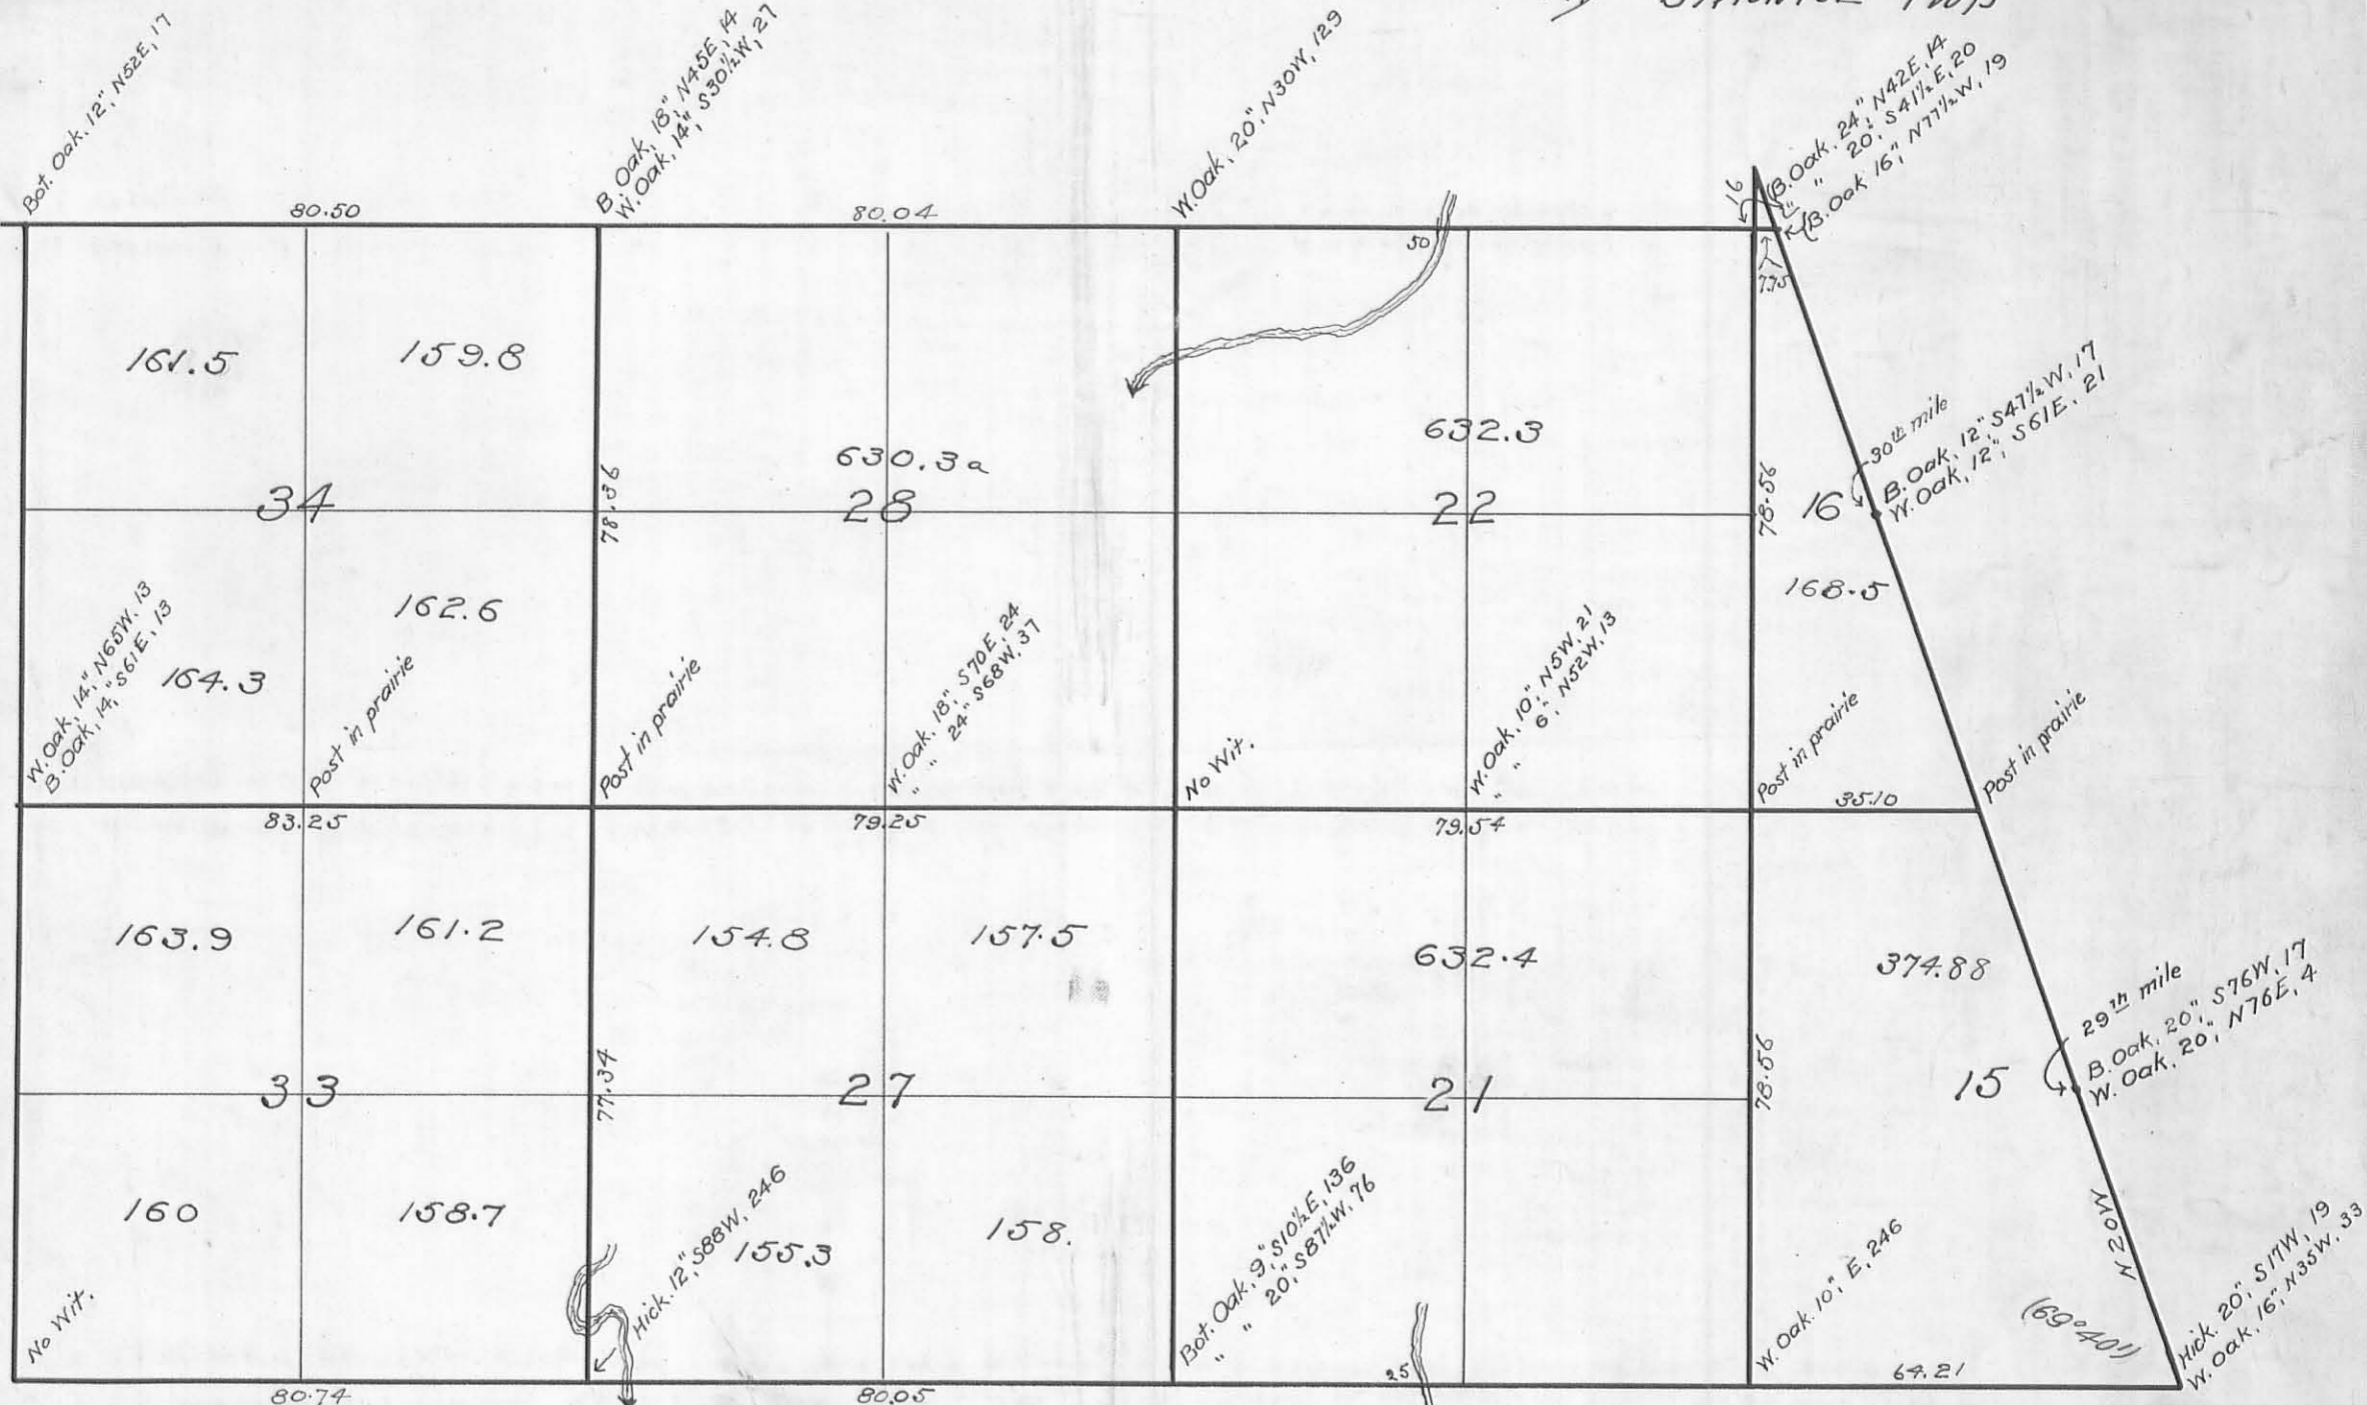 Bot. Oak, 12", N52E, 17
B. Oak, 18", N45E, 14
W. Oak, 14", S30½W, 27
W. Oak, 20", N30W, 129
B. Oak. 24", N42E, 14
" 20", S41½E, 20
B. Oak 16", N77½W, 19
80.50
80.04
16
50
7.75
161.5
159.8
630.3a
632.3
30th mile
B. Oak, 12", S47½W, 17
W. Oak, 12", S61E, 21
34
78.36
28
22
78.56
16
168.5
162.6
164.3
W. Oak, 14", N65W. 13
B. Oak, 14," S61E, 13
Post in prairie
Post in prairie
W. Oak. 18", S70E, 24
" 24" S68W. 37
No Wit.
W. Oak. 10", N5W, 21
" 6", N52W. 13
Post in prairie
Post in prairie
83.25
79.25
79.54
35.10
163.9
161.2
154.8
157.5
632.4
374.88
29th mile
B. Oak, 20", S76W, 17
W. Oak, 20", N76E, 4
33
77.34
27
21
78.56
15
160
158.7
155.3
158.
No Wit.
Hick. 12", S88W. 246
Bot. Oak, 9", S10½E, 136
" 20", S87½W, 76
W. Oak. 10", E, 246
N20W
(69°40')
Hick. 20", S17W, 19
W. Oak, 16", N35W, 33
80.74
80.05
25
64.21